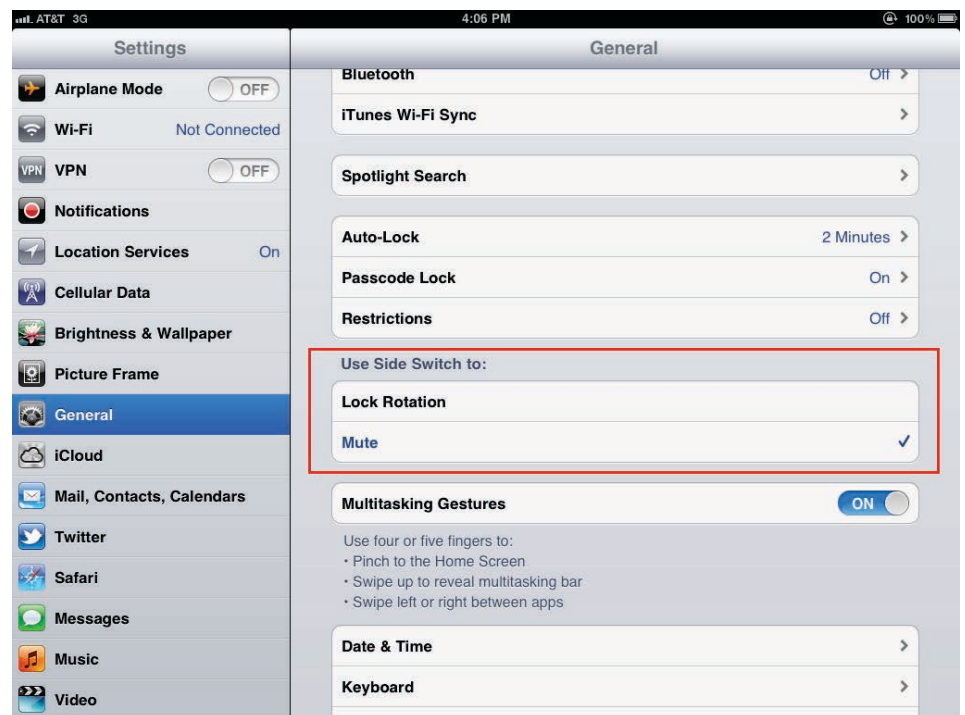 AT&T 3G
4:06 PM
100%
Settings
Airplane Mode OFF
Wi-Fi Not Connected
VPN VPN OFF
Notifications
Location Services On
Cellular Data
Brightness & Wallpaper
Picture Frame
General
iCloud
Mail, Contacts, Calendars
Twitter
Safari
Messages
Music
Video
General
Bluetooth Off
iTunes Wi-Fi Sync
Spotlight Search
Auto-Lock 2 Minutes
Passcode Lock On
Restrictions Off
Use Side Switch to:
Lock Rotation
Mute
Multitasking Gestures ON
Use four or five fingers to:
• Pinch to the Home Screen
• Swipe up to reveal multitasking bar
• Swipe left or right between apps
Date & Time
Keyboard